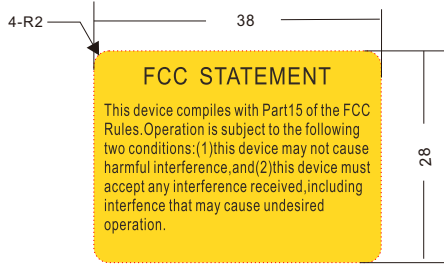 4-R2
38
FCC STATEMENT
This device compiles with Part15 of the FCC
Rules.Operation is subject to the following
two conditions:(1)this device may not cause
harmful interference,and(2)this device must
accept any interference received,including
interfence that may cause undesired
operation.
28